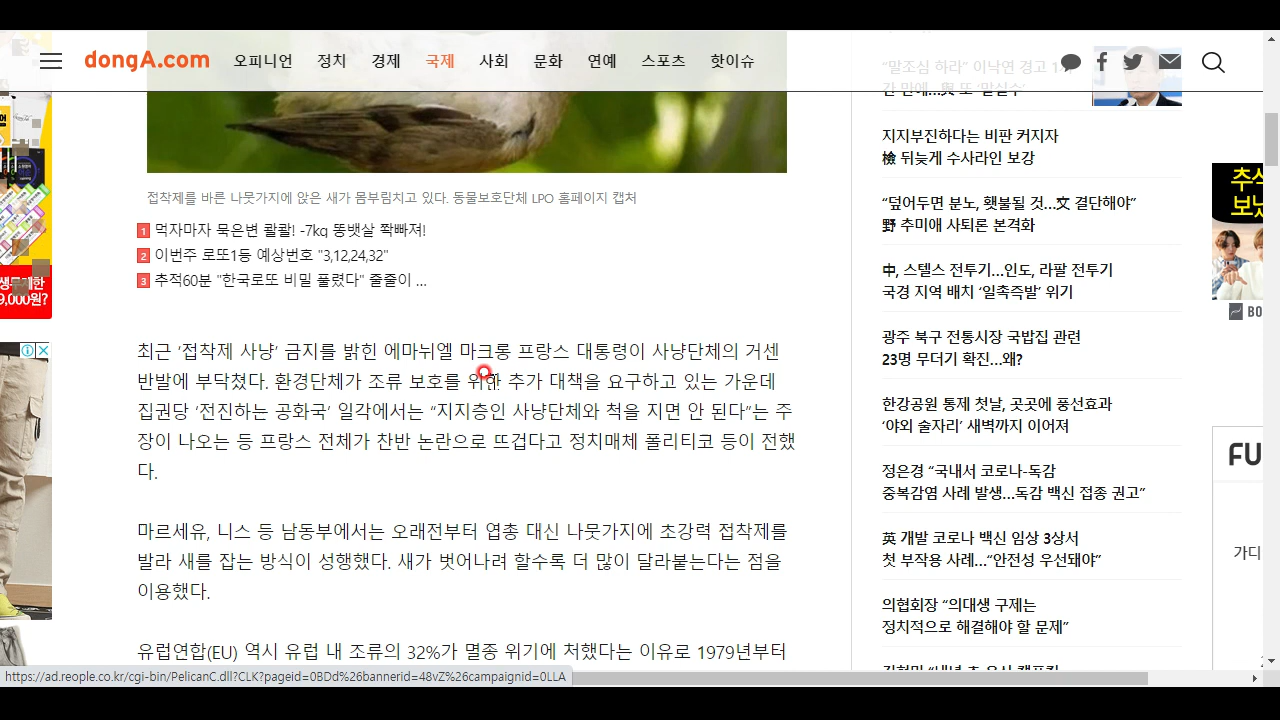 dongA.com 오피니언 정치 경제 국제 사회 문화 연예 스포츠 핫이슈
접착제를 바른 나뭇가지에 앉은 새가 몸부림치고 있다. 동물보호단체 LPO 홈페이지 캡처
1 먹자마자 묵은변 콸콸! -7kg 똥뱃살 쫙빠져!
2 이번주 로또1등 예상번호 "3,12,24,32"
3 추적60분 "한국로또 비밀 풀렸다" 줄줄이 ...
최근 ‘접착제 사냥’ 금지를 밝힌 에마뉘엘 마크롱 프랑스 대통령이 사냥단체의 거센
반발에 부닥쳤다. 환경단체가 조류 보호를 위한 추가 대책을 요구하고 있는 가운데
집권당 ‘전진하는 공화국’ 일각에서는 “지지층인 사냥단체와 척을 지면 안 된다”는 주
장이 나오는 등 프랑스 전체가 찬반 논란으로 뜨겁다고 정치매체 폴리티코 등이 전했
다.
마르세유, 니스 등 남동부에서는 오래전부터 엽총 대신 나뭇가지에 초강력 접착제를
발라 새를 잡는 방식이 성행했다. 새가 벗어나려 할수록 더 많이 달라붙는다는 점을
이용했다.
유럽연합(EU) 역시 유럽 내 조류의 32%가 멸종 위기에 처했다는 이유로 1979년부터
“말조심 하라” 이낙연 경고 1시
간 만에…與 또 ‘말실수’
지지부진하다는 비판 커지자
檢 뒤늦게 수사라인 보강
“덮어두면 분노, 횃불될 것…文 결단해야”
野 추미애 사퇴론 본격화
中, 스텔스 전투기…인도, 라팔 전투기
국경 지역 배치 ‘일촉즉발’ 위기
광주 북구 전통시장 국밥집 관련
23명 무더기 확진…왜?
한강공원 통제 첫날, 곳곳에 풍선효과
‘야외 술자리’ 새벽까지 이어져
정은경 “국내서 코로나-독감
중복감염 사례 발생…독감 백신 접종 권고”
英 개발 코로나 백신 임상 3상서
첫 부작용 사례…“안전성 우선돼야”
의협회장 “의대생 구제는
정치적으로 해결해야 할 문제”
추석
보냈
BO
FU
가디
9,000원?
https://ad.reople.co.kr/cgi-bin/PelicanC.dll?CLK?pageid=0BDd%26bannerid=48vZ%26campaignid=0LLA